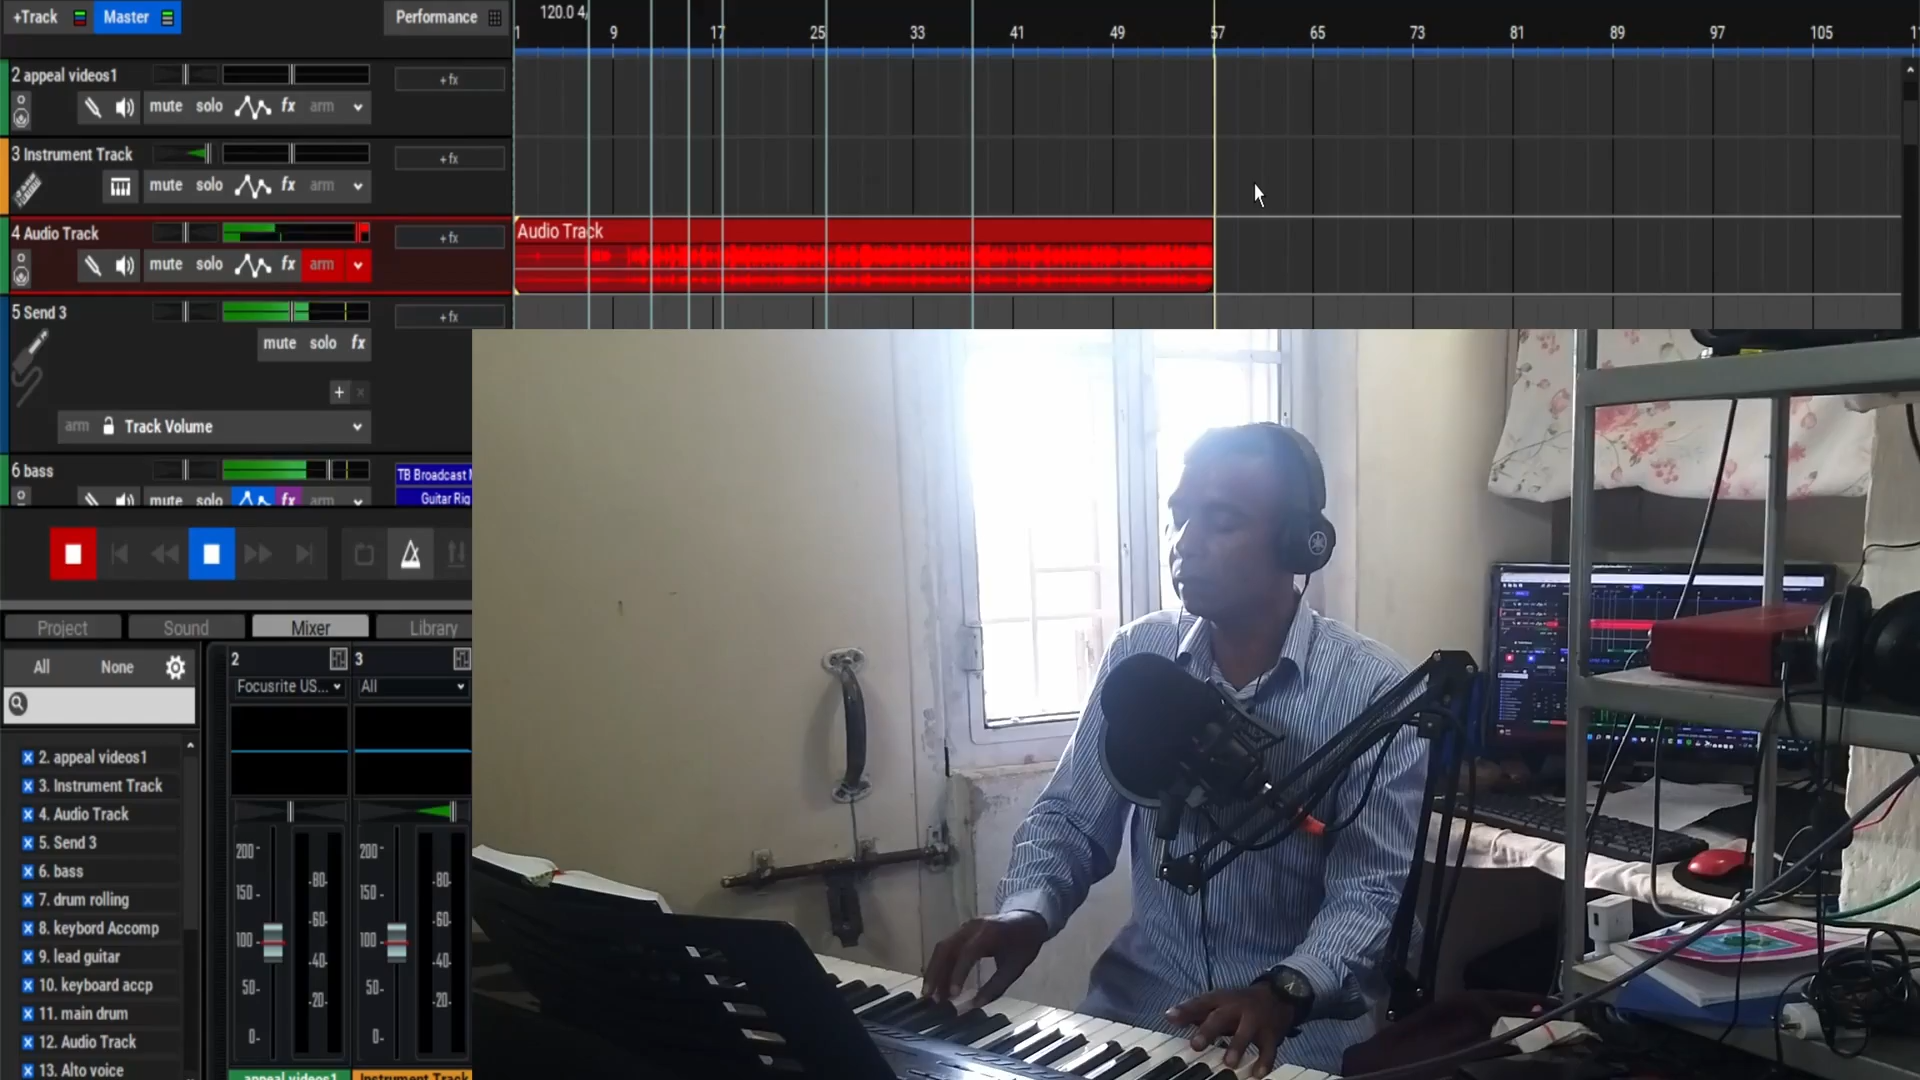 +Track Master Performance 120.0 4/
1 9 17 25 33 41 49 57 65 73 81 89 97 105
2 appeal videos1 +fx
mute solo fx arm
3 Instrument Track +fx
mute solo fx arm
4 Audio Track +fx Audio Track
mute solo fx arm
5 Send 3 +fx
mute solo fx
+ ×
arm Track Volume
6 bass TB Broadcast
mute solo fx arm Guitar Rig
Project Sound Mixer Library
All None
2 3
Focusrite US... All
2. appeal videos1
3. Instrument Track
4. Audio Track
5. Send 3
6. bass
7. drum rolling
8. keybord Accomp
9. lead guitar
10. keyboard accp
11. main drum
12. Audio Track
13. Alto voice
200 200
150 -80- 150 -80-
-60- -60-
100 100
-40- -40-
50- -20- 50- -20-
0- 0-
appeal videos1 Instrument Track